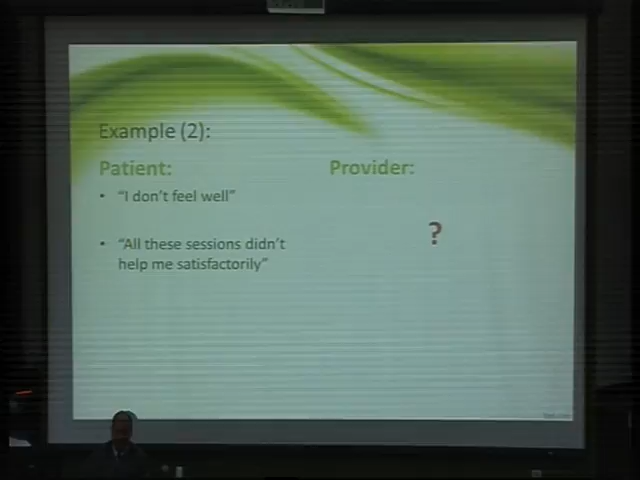 Example (2):
Patient:
Provider:
• "I don't feel well"
?
• "All these sessions didn't
help me satisfactorily"